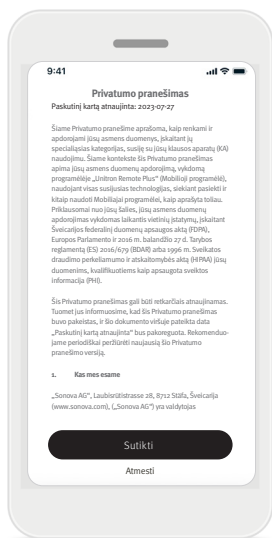 9:41
Privatumo pranešimas
Paskutinį kartą atnaujinta: 2023-07-27
Šiame Privatumo pranešime aprašoma, kaip renkami ir
apdorojami jūsų asmens duomenys, įskaitant jų
specialiąsias kategorijas, susiję su jūsų klausos aparatų (KA)
naudojimu. Šiame kontekste šis Privatumo pranešimas
apima jūsų asmens duomenų apdorojimą, vykdomą
programėlėje „Unitron Remote Plus“ (Mobilioji programėlė),
naudojant visas susijusias technologijas, siekiant pasiekti ir
kitaip naudoti Mobiliajai programėlei, kaip aprašyta toliau.
Priklausomai nuo jūsų šalies, jūsų asmens duomenų
apdorojimas vykdomas laikantis vietinių įstatymų, įskaitant
Šveicarijos federalinį duomenų apsaugos aktą (FDPA),
Europos Parlamento ir 2016 m. balandžio 27 d. Tarybos
reglamentą (ES) 2016/679 (BDAR) arba 1996 m. Sveikatos
draudimo perkeliamumo ir atskaitomybės aktą (HIPAA) jūsų
duomenims, kvalifikuotiems kaip apsaugota sveiktos
informacija (PHI).
Šis Privatumo pranešimas gali būti retkarčiais atnaujinamas.
Tuomet jus informuosime, kad šis Privatumo pranešimas
buvo pakeistas, ir šio dokumento viršuje pateikta data
„Paskutinį kartą atnaujinta“ bus pakoreguota. Rekomenduo-
jame periodiškai peržiūrėti naujausią šio Privatumo
pranešimo versiją.
1. Kas mes esame
„Sonova AG“, Laubisrütistrasse 28, 8712 Stäfa, Šveicarija
(www.sonova.com), („Sonova AG“) yra valdytojas
Sutikti
Atmesti